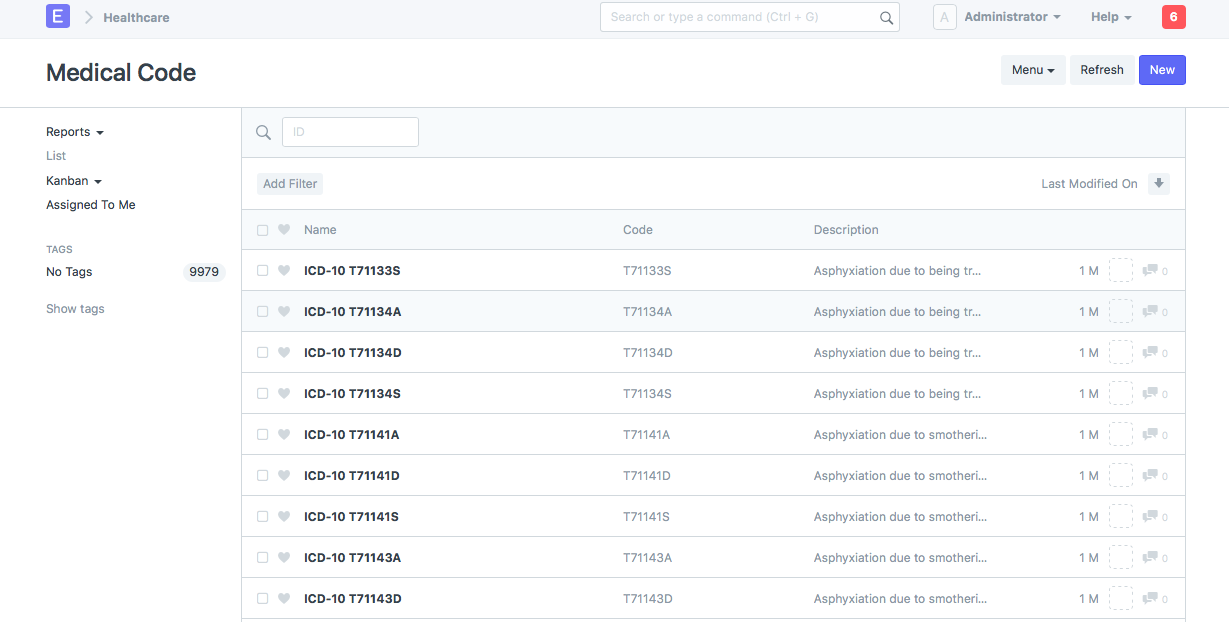 E Healthcare Search or type a command (Ctrl + G) A Administrator Help 6
Medical Code Menu Refresh New
Reports
List
Kanban
Assigned To Me
TAGS
No Tags 9979
Show tags
ID
Add Filter Last Modified On
Name Code Description
ICD-10 T71133S T71133S Asphyxiation due to being tr... 1 M 0
ICD-10 T71134A T71134A Asphyxiation due to being tr... 1 M 0
ICD-10 T71134D T71134D Asphyxiation due to being tr... 1 M 0
ICD-10 T71134S T71134S Asphyxiation due to being tr... 1 M 0
ICD-10 T71141A T71141A Asphyxiation due to smotheri... 1 M 0
ICD-10 T71141D T71141D Asphyxiation due to smotheri... 1 M 0
ICD-10 T71141S T71141S Asphyxiation due to smotheri... 1 M 0
ICD-10 T71143A T71143A Asphyxiation due to smotheri... 1 M 0
ICD-10 T71143D T71143D Asphyxiation due to smotheri... 1 M 0